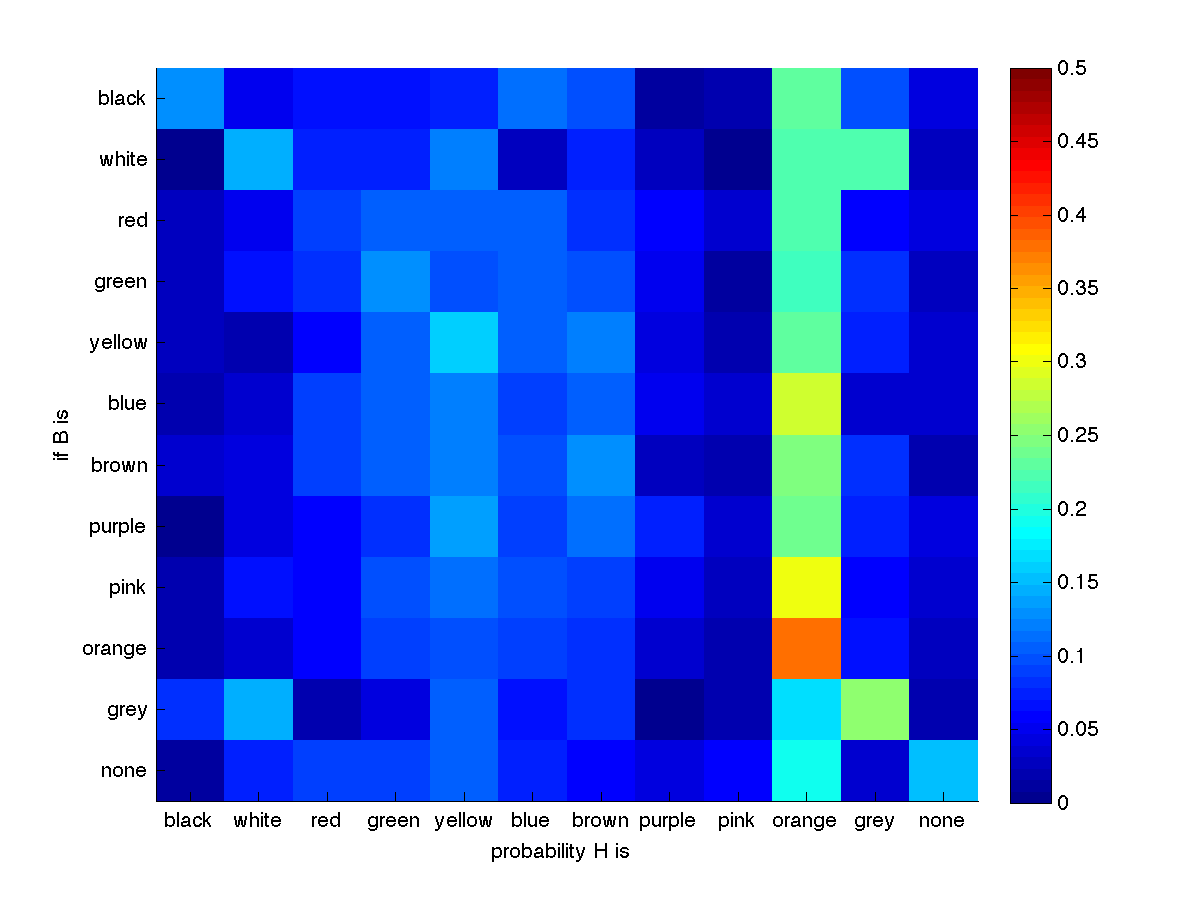 black
white
red
green
yellow
blue
brown
purple
pink
orange
grey
none
if B is
black white red green yellow blue brown purple pink orange grey none
probability H is
0.5
0.45
0.4
0.35
0.3
0.25
0.2
0.15
0.1
0.05
0